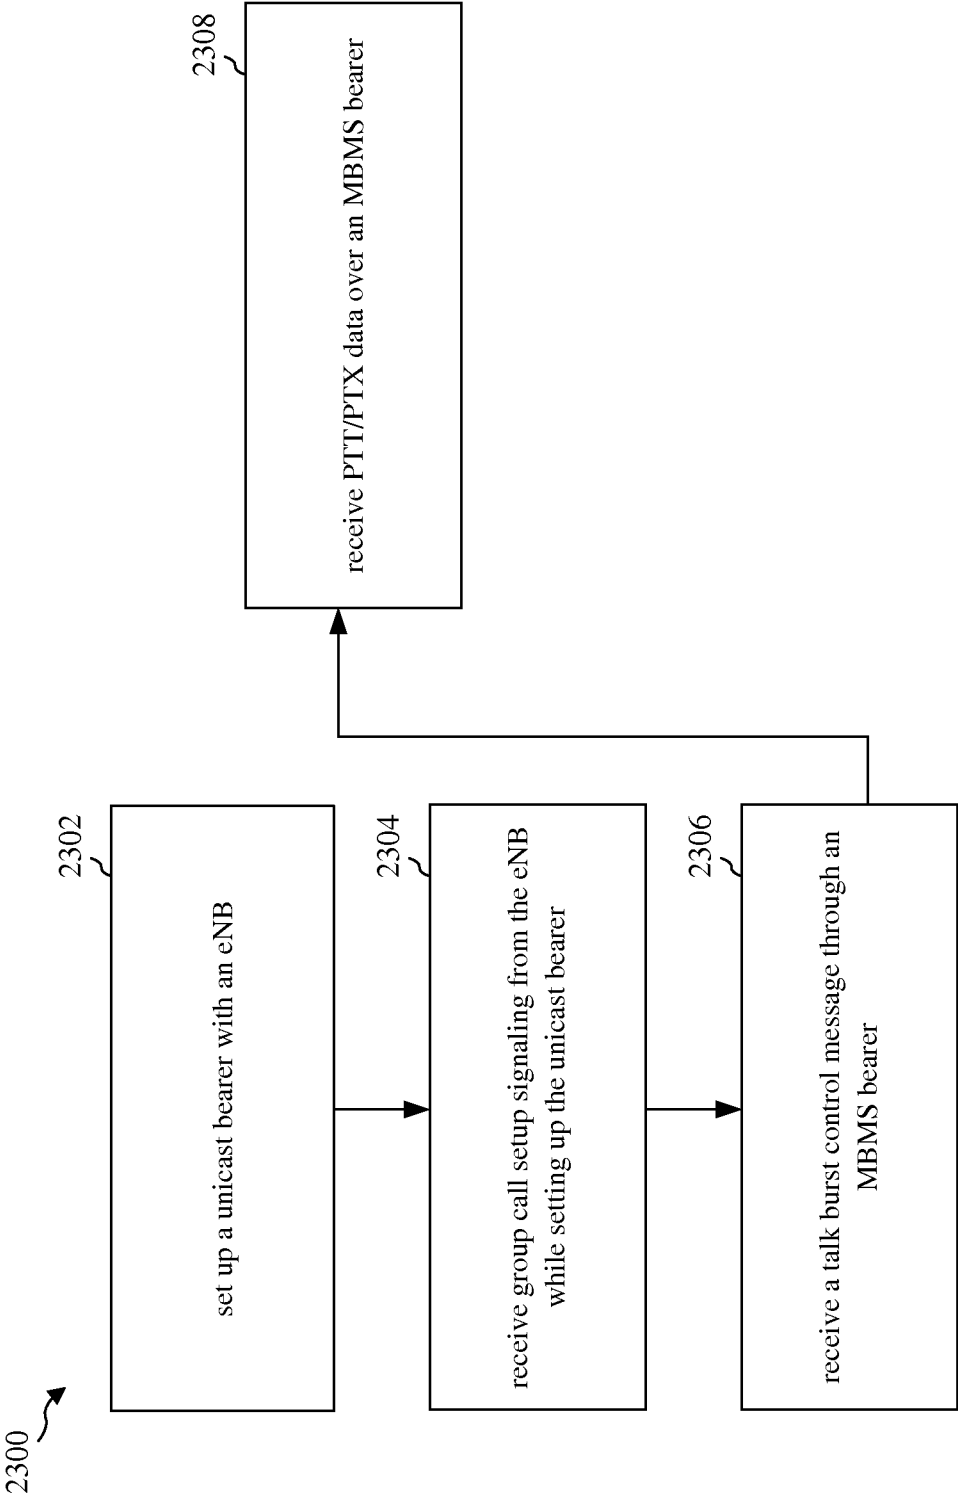 2300
2302
set up a unicast bearer with an eNB
2304
receive group call setup signaling from the eNB
while setting up the unicast bearer
2306
receive a talk burst control message through an
MBMS bearer
2308
receive PTT/PTX data over an MBMS bearer